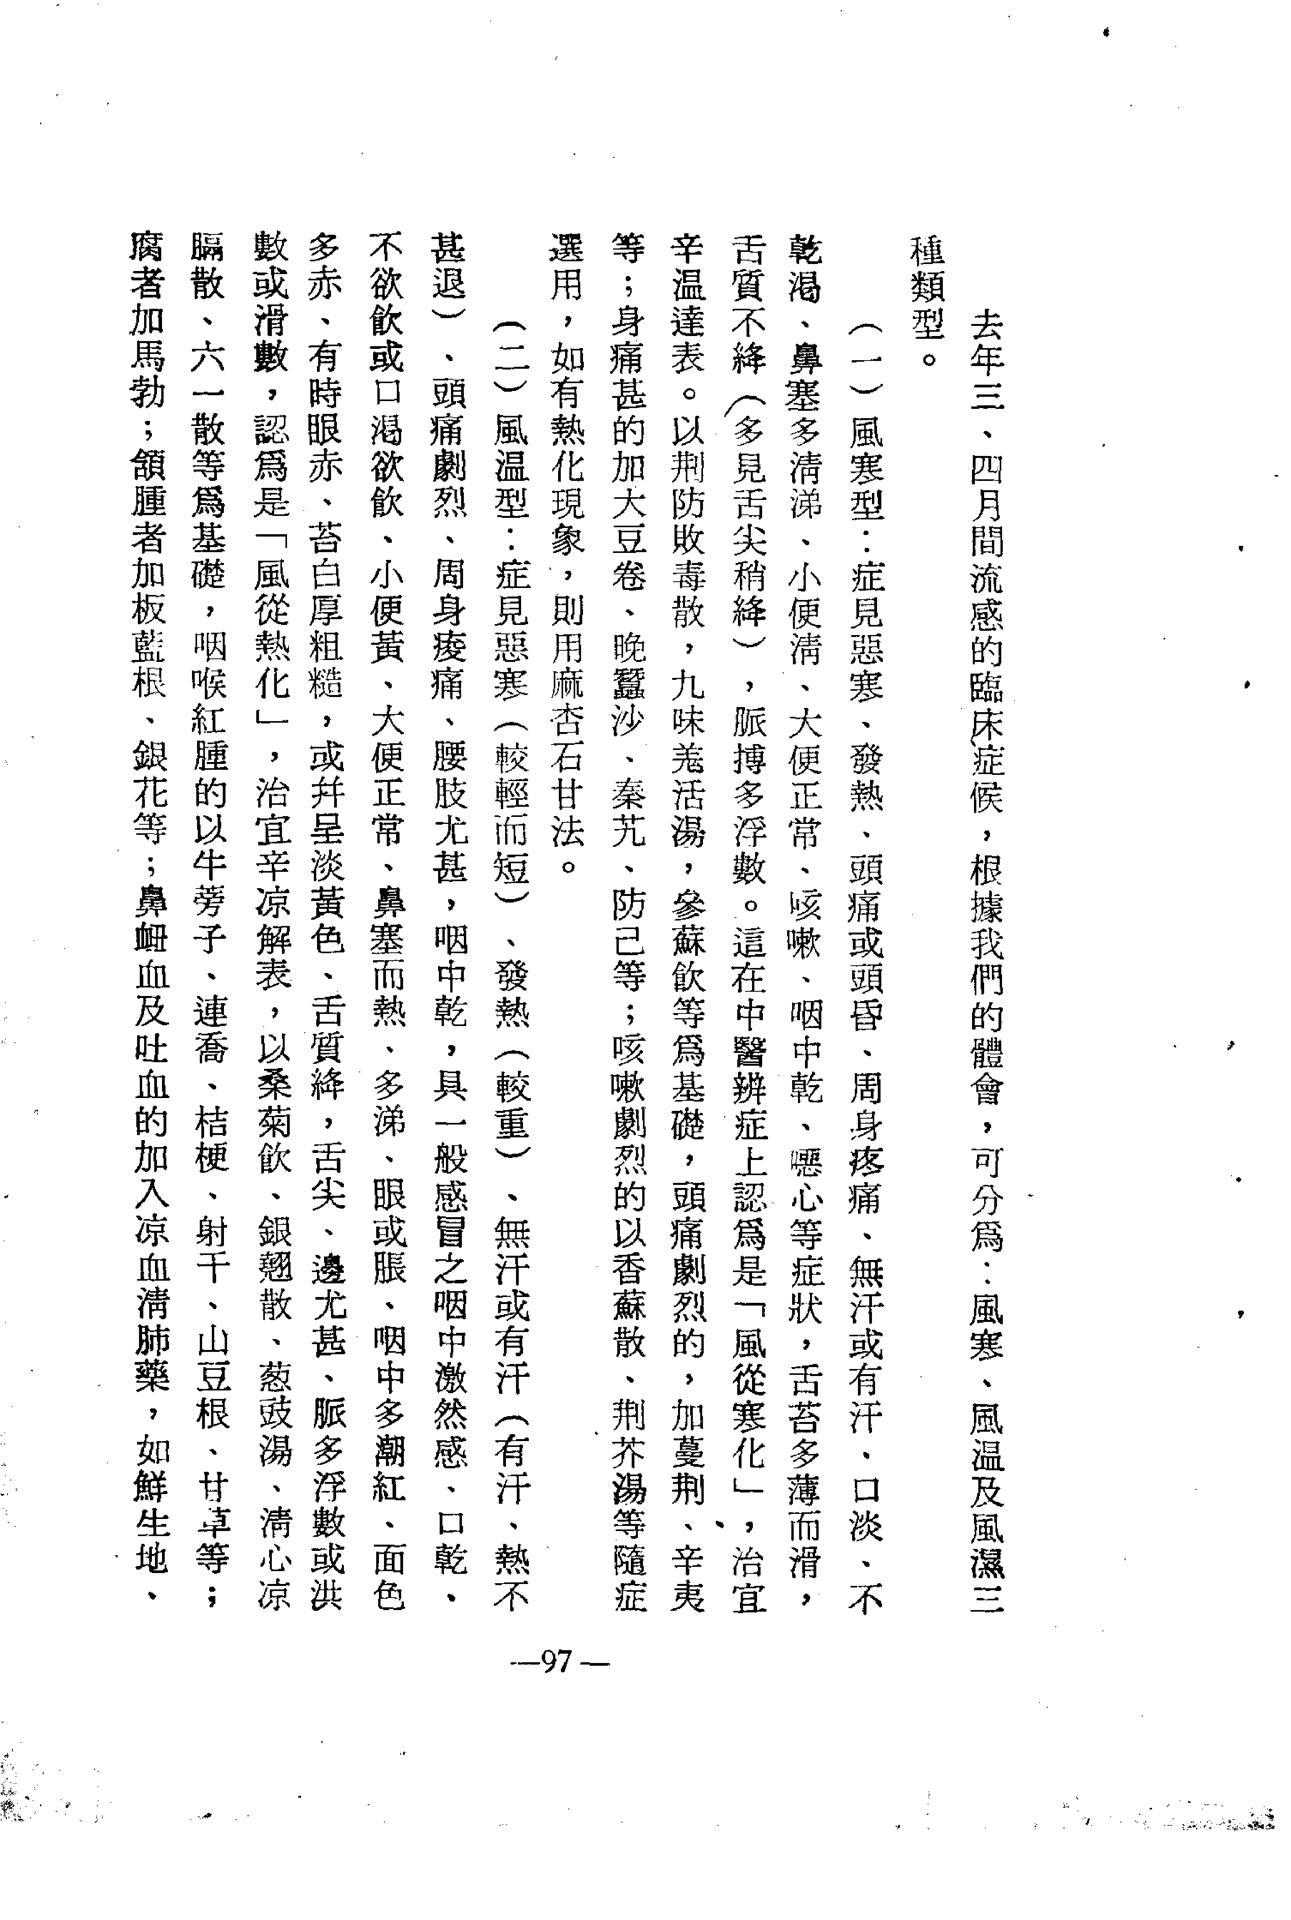 去年三、四月間流感的臨床症候，根據我們的體會，可分爲：風寒、風温及風濕三
種類型。
（一）風寒型：症見惡寒、發熱、頭痛或頭昏、周身疼痛、無汗或有汗、口淡、不
乾渴、鼻塞多淸涕、小便淸、大便正常、咳嗽、咽中乾、噁心等症狀，舌苔多薄而滑，
舌質不絳（多見舌尖稍絳），脈搏多浮數。這在中醫辨症上認爲是「風從寒化」，治宜
辛温達表。以荆防敗毒散，九味羗活湯，參蘇飲等爲基礎，頭痛劇烈的，加蔓荆、辛夷
等；身痛甚的加大豆卷、晚蠶沙、秦艽、防己等；咳嗽劇烈的以香蘇散、荆芥湯等隨症
選用，如有熱化現象，則用麻杏石甘法。
（二）風温型：症見惡寒（較輕而短）、發熱（較重）、無汗或有汗（有汗、熱不
甚退）、頭痛劇烈、周身痠痛、腰肢尤甚，咽中乾，具一般感冒之咽中激然感、口乾、
不欲飲或口渴欲飲、小便黃、大便正常、鼻塞而熱、多涕、眼或脹、咽中多潮紅、面色
多赤、有時眼赤、苔白厚粗糙，或幷呈淡黃色、舌質絳，舌尖、邊尤甚、脈多浮數或洪
數或滑數，認爲是「風從熱化」，治宜辛凉解表，以桑菊飲、銀翹散、葱豉湯、淸心凉
膈散、六一散等爲基礎，咽喉紅腫的以牛蒡子、連喬、桔梗、射干、山豆根、甘草等；
腐者加馬勃；頷腫者加板藍根、銀花等；鼻衄血及吐血的加入凉血淸肺藥，如鮮生地、
—97—